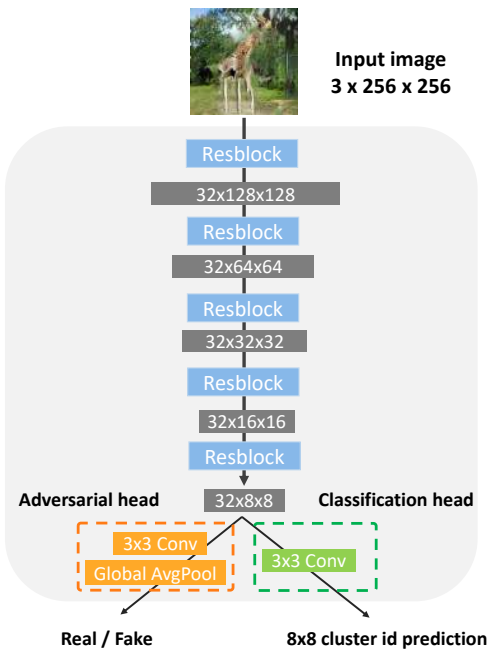 Input image
3 x 256 x 256
Resblock
32x128x128
Resblock
32x64x64
Resblock
32x32x32
Resblock
32x16x16
Resblock
32x8x8
Adversarial head
Classification head
3x3 Conv
Global AvgPool
3x3 Conv
Real / Fake
8x8 cluster id prediction